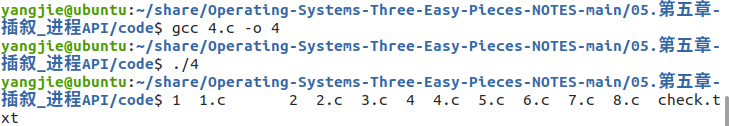 yangjie@ubuntu:~/share/Operating-Systems-Three-Easy-Pieces-NOTES-main/05.第五章-
插叙_进程API/code$ gcc 4.c -o 4
yangjie@ubuntu:~/share/Operating-Systems-Three-Easy-Pieces-NOTES-main/05.第五章-
插叙_进程API/code$ ./4
yangjie@ubuntu:~/share/Operating-Systems-Three-Easy-Pieces-NOTES-main/05.第五章-
插叙_进程API/code$ 1  1.c       2  2.c  3.c  4  4.c  5.c  6.c  7.c  8.c  check.t
xt